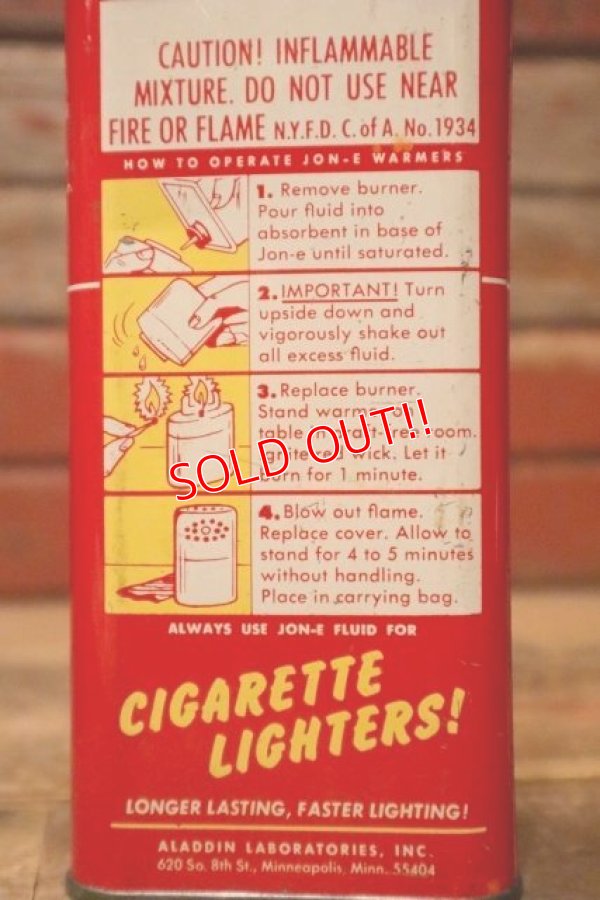 CAUTION! INFLAMMABLE
MIXTURE. DO NOT USE NEAR
FIRE OR FLAME N.Y.F.D. C. of A. No. 1934
HOW TO OPERATE JON-E WARMERS
1. Remove burner.
Pour fluid into
absorbent in base of
Jon-e until saturated.
2. IMPORTANT! Turn
upside down and
vigorously shake out
all excess fluid.
3. Replace burner.
Stand warmer on
table in draft-free room.
wick. Let it
burn for 1 minute.
SOLD OUT!!
4. Blow out flame.
Replace cover. Allow to
stand for 4 to 5 minutes
without handling.
Place in carrying bag.
ALWAYS USE JON-E FLUID FOR
CIGARETTE
LIGHTERS!
LONGER LASTING, FASTER LIGHTING!
ALADDIN LABORATORIES, INC.
620 So. 8th St., Minneapolis, Minn. 55404